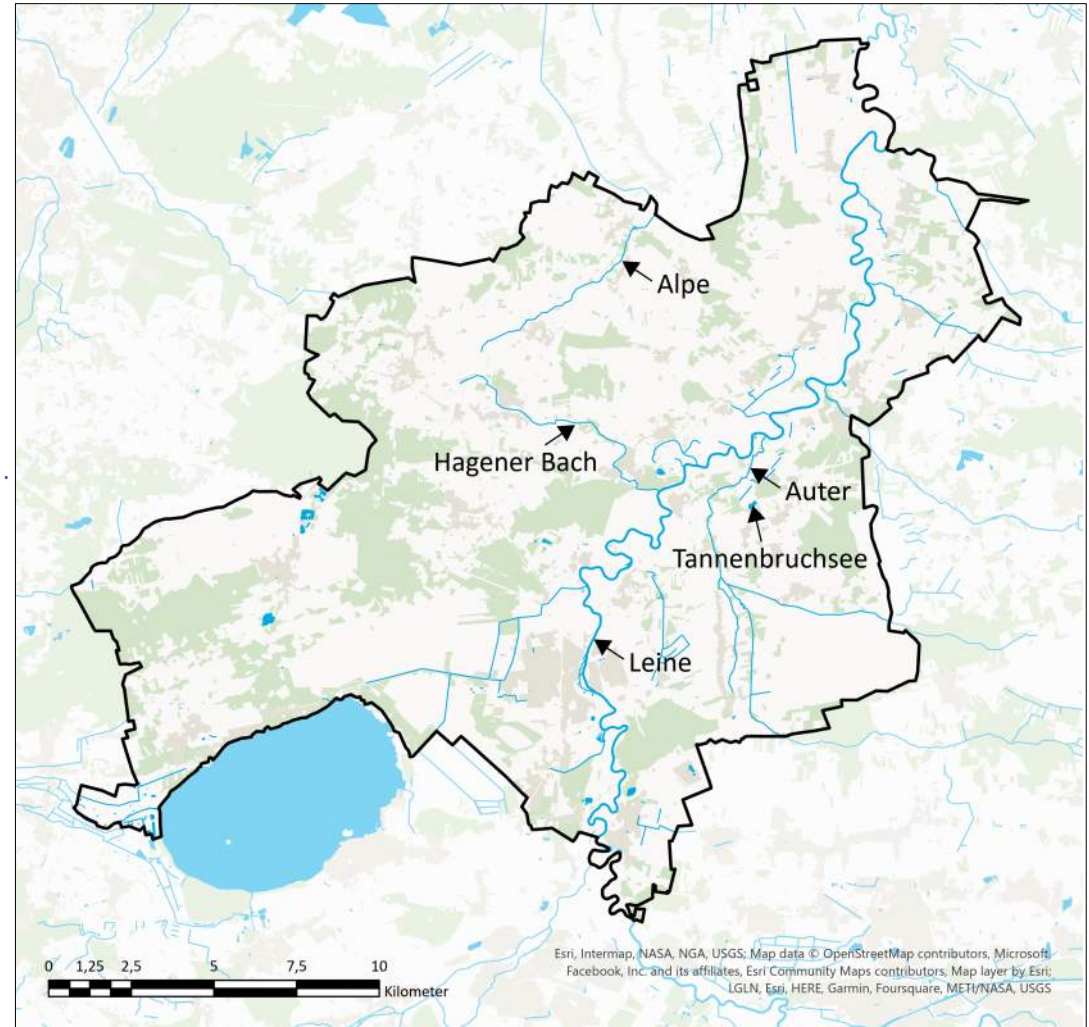 Alpe
Hagener Bach
Auter
Tannenbruchsee
Leine
Esri, Intermap, NASA, NGA, USGS; Map data © OpenStreetMap contributors, Microsoft,
Facebook, Inc. and its affiliates, Esri Community Maps contributors, Map layer by Esri;
LGLN, Esri, HERE, Garmin, Foursquare, METI/NASA, USGS
0 1,25 2,5 5 7,5 10
Kilometer